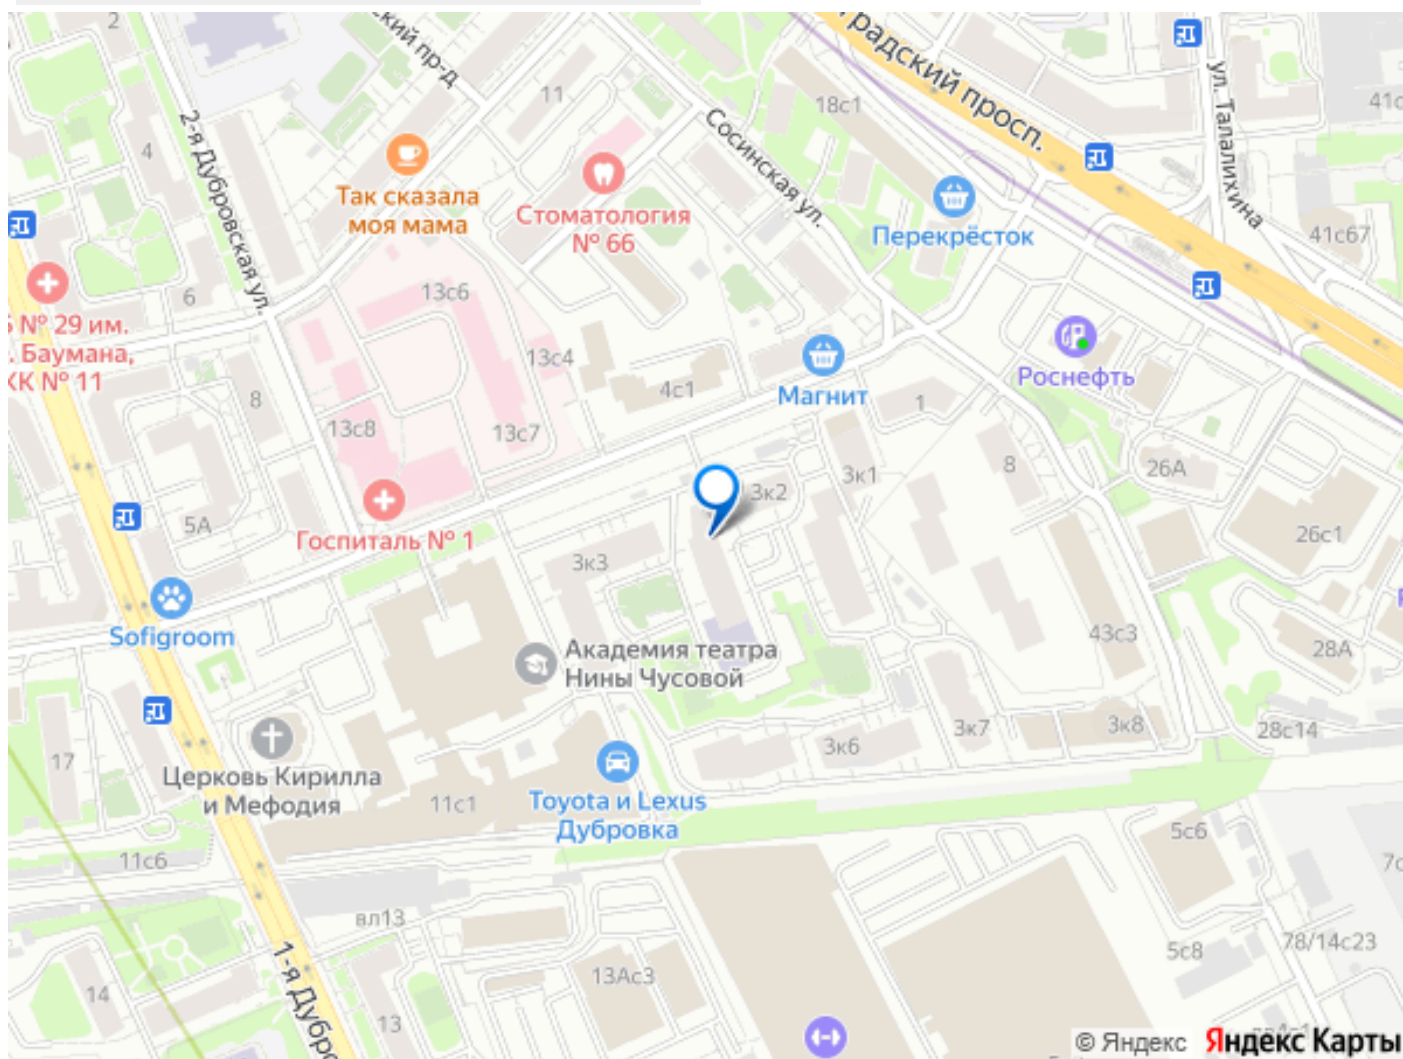 2
ский пр-д
градский просп.
ул. Талалихина
41с
18с1
11
2-я Дубровская ул.
4
Сосинская ул.
Так сказала
моя мама
Стоматология
№ 66
Перекрёсток
41с67
6
13с6
№ 29 им.
. Баумана,
КК № 11
13с4
Роснефть
4с1
Магнит
1
8
13с8
13с7
3к2
3к1
8
26А
5А
Госпиталь № 1
3к3
26с1
Sofigroom
43с3
Академия театра
Нины Чусовой
28А
17
Церковь Кирилла
и Мефодия
3к6
3к7
3к8
28с14
11с1
Toyota и Lexus
Дубровка
11с6
5с6
7с
вл13
1-я Дубро
13Ас3
5с8
78/14с23
14
13
© Яндекс Яндекс Карты